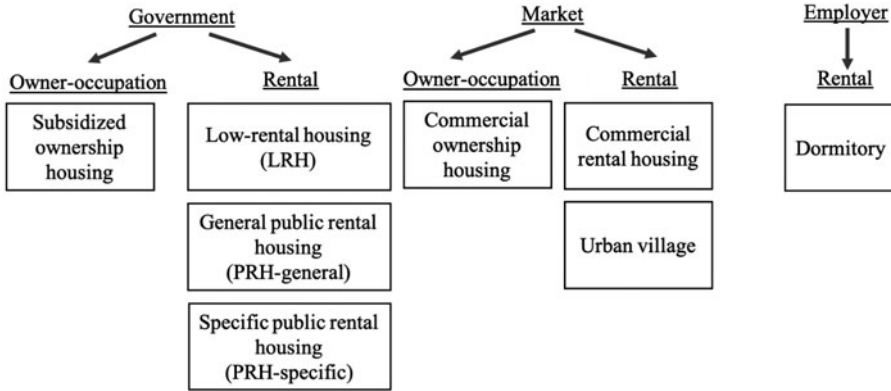 Government
Market
Employer
Owner-occupation
Rental
Owner-occupation
Rental
Rental
Subsidized
ownership
housing
Low-rental housing
(LRH)
General public rental
housing
(PRH-general)
Specific public rental
housing
(PRH-specific)
Commercial
ownership
housing
Commercial
rental housing
Urban village
Dormitory